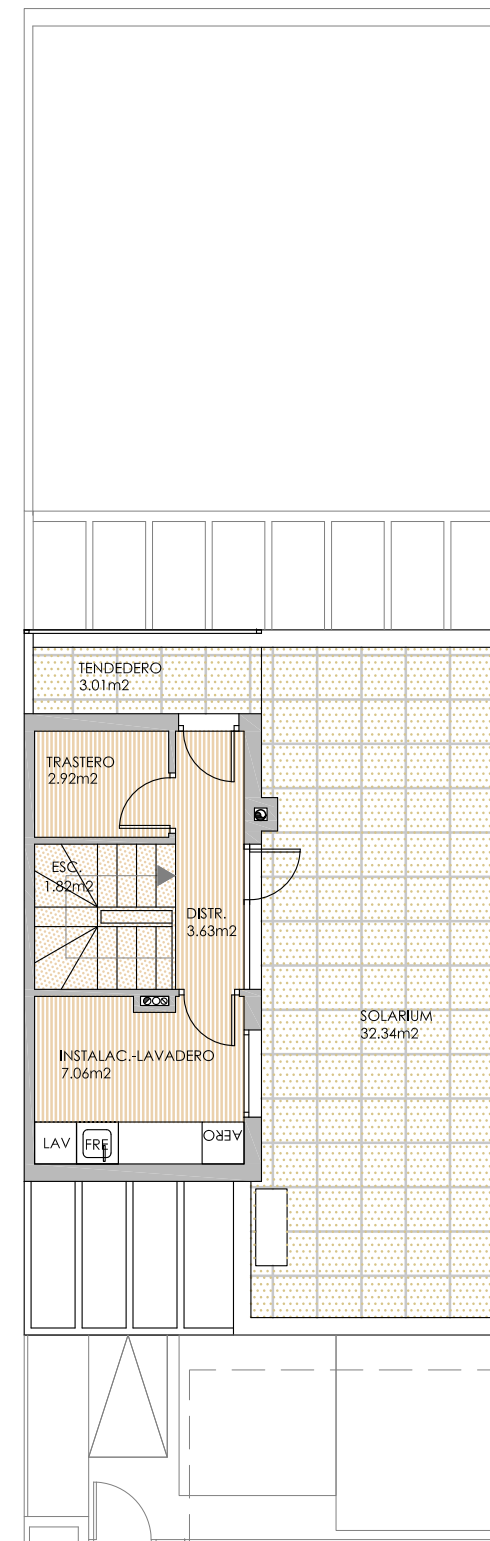 TENDEDERO
3.01m2
TRASTERO
2.92m2
ESC.
1.82m2
DISTR.
3.63m2
SOLARIUM
32.34m2
INSTALAC.-LAVADERO
7.06m2
LAV
FRE
AERO